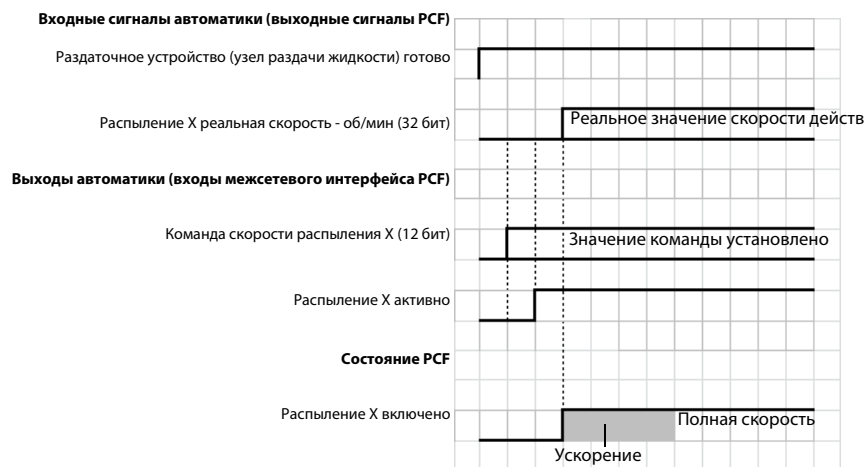 Входные сигналы автоматики (выходные сигналы PCF)
Раздаточное устройство (узел раздачи жидкости) готово
Распыление X реальная скорость - об/мин (32 бит)
Реальное значение скорости действ
Выходы автоматики (входы межсетевого интерфейса PCF)
Команда скорости распыления X (12 бит)
Значение команды установлено
Распыление X активно
Состояние PCF
Распыление X включено
Полная скорость
Ускорение